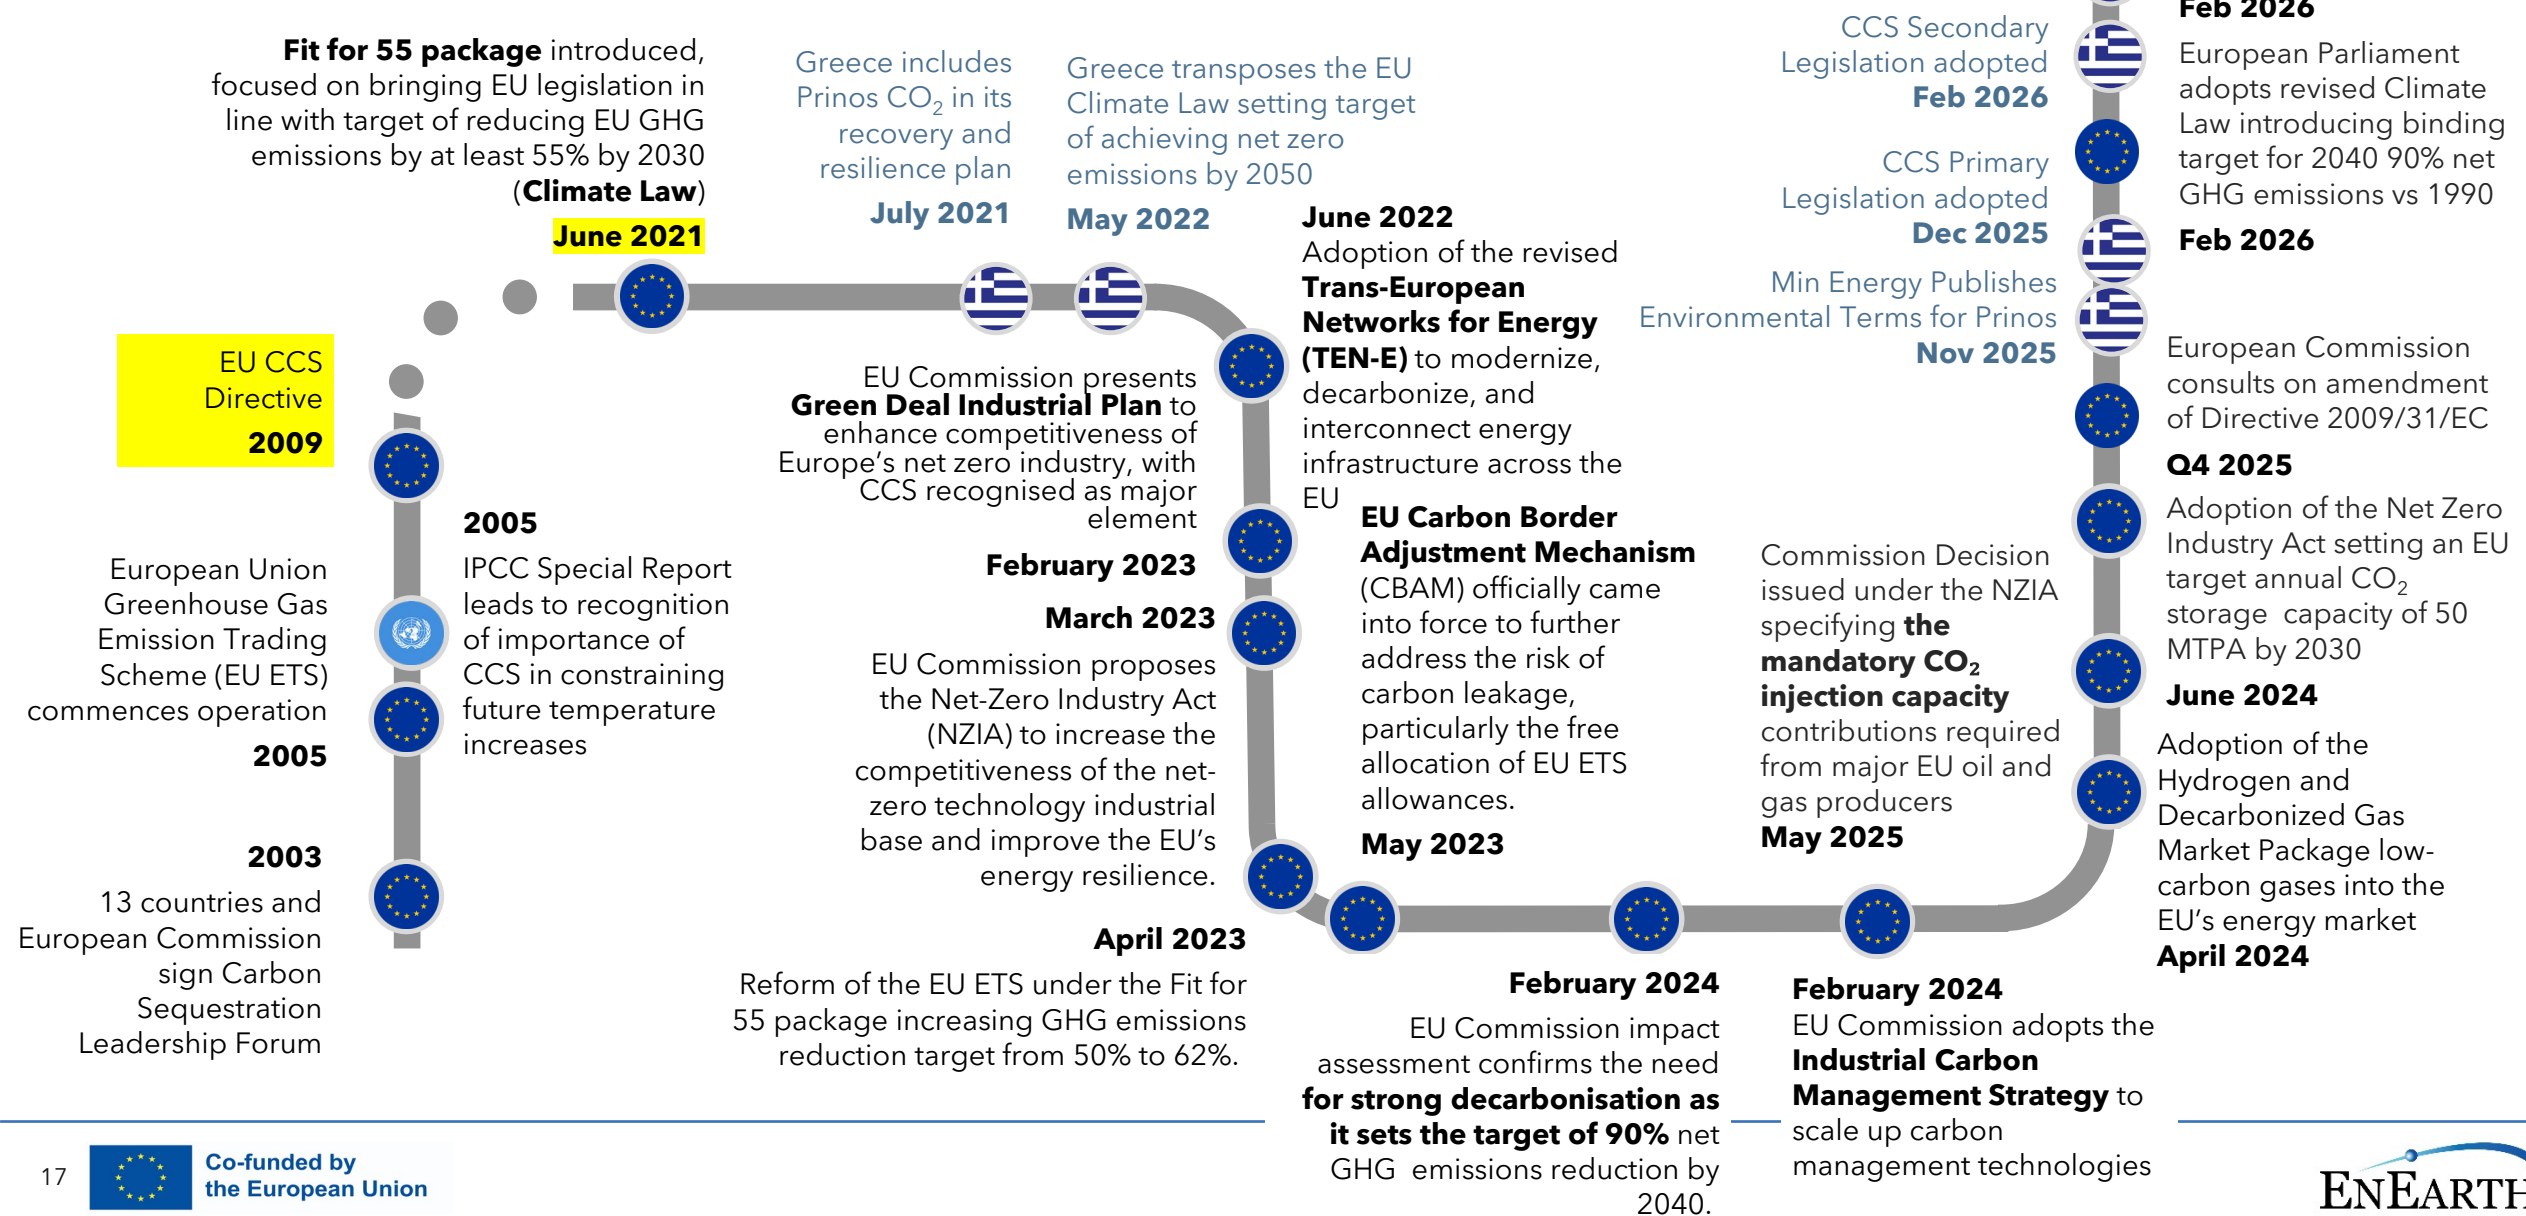 Fit for 55 package introduced,
focused on bringing EU legislation in
line with target of reducing EU GHG
emissions by at least 55% by 2030
(Climate Law)
June 2021
Greece includes
Prinos CO₂ in its
recovery and
resilience plan
July 2021
Greece transposes the EU
Climate Law setting target
of achieving net zero
emissions by 2050
May 2022
June 2022
Adoption of the revised
Trans-European
Networks for Energy
(TEN-E) to modernize,
decarbonize, and
interconnect energy
infrastructure across the
EU
CCS Secondary
Legislation adopted
Feb 2026
CCS Primary
Legislation adopted
Dec 2025
Min Energy Publishes
Environmental Terms for Prinos
Nov 2025
Feb 2026
European Parliament
adopts revised Climate
Law introducing binding
target for 2040 90% net
GHG emissions vs 1990
Feb 2026
European Commission
consults on amendment
of Directive 2009/31/EC
Q4 2025
Adoption of the Net Zero
Industry Act setting an EU
target annual CO₂
storage capacity of 50
MTPA by 2030
June 2024
Adoption of the
Hydrogen and
Decarbonized Gas
Market Package low-
carbon gases into the
EU's energy market
April 2024
EU CCS
Directive
2009
2005
IPCC Special Report
leads to recognition
of importance of
CCS in constraining
future temperature
increases
European Union
Greenhouse Gas
Emission Trading
Scheme (EU ETS)
commences operation
2005
2003
13 countries and
European Commission
sign Carbon
Sequestration
Leadership Forum
EU Commission presents
Green Deal Industrial Plan to
enhance competitiveness of
Europe's net zero industry, with
CCS recognised as major
element
February 2023
March 2023
EU Commission proposes
the Net-Zero Industry Act
(NZIA) to increase the
competitiveness of the net-
zero technology industrial
base and improve the EU's
energy resilience.
April 2023
Reform of the EU ETS under the Fit for
55 package increasing GHG emissions
reduction target from 50% to 62%.
EU Carbon Border
Adjustment Mechanism
(CBAM) officially came
into force to further
address the risk of
carbon leakage,
particularly the free
allocation of EU ETS
allowances.
May 2023
Commission Decision
issued under the NZIA
specifying the
mandatory CO₂
injection capacity
contributions required
from major EU oil and
gas producers
May 2025
February 2024
EU Commission impact
assessment confirms the need
for strong decarbonisation as
it sets the target of 90% net
GHG emissions reduction by
2040.
February 2024
EU Commission adopts the
Industrial Carbon
Management Strategy to
scale up carbon
management technologies
17
Co-funded by
the European Union
ENEARTH